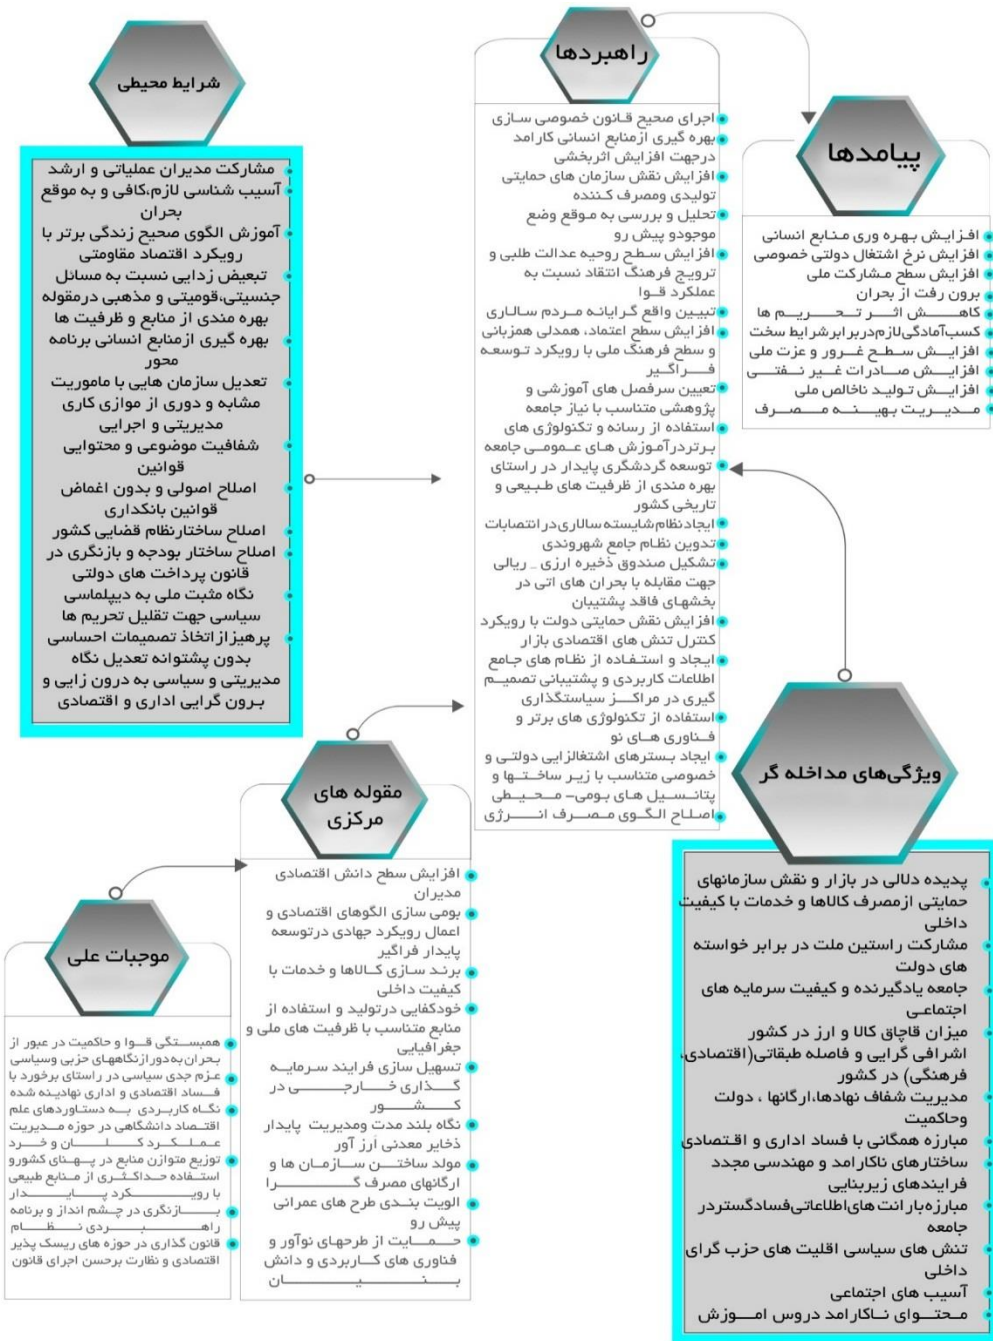 شرایط محیطی
مشارکت مدیران عملیاتی و ارشد
آسیب شناسی لازم،کافی و به موقع
بحران
آموزش الگوی صحیح زندگی برتر با
رویکرد اقتصاد مقاومتی
تبعیض زدایی نسبت به مسائل
جنسیتی،قومیتی و مذهبی درمقوله
بهره مندی از منابع و ظرفیت ها
بهره گیری ازمنابع انسانی برنامه
محور
تعدیل سازمان هایی با ماموریت
مشابه و دوری از موازی کاری
مدیریتی و اجرایی
شفافیت موضوعی و محتوایی
قوانین
اصلاح اصولی و بدون اغماض
قوانین بانکداری
اصلاح ساختارنظام قضایی کشور
اصلاح ساختار بودجه و بازنگری در
قانون پرداخت های دولتی
نگاه مثبت ملی به دیپلماسی
سیاسی جهت تقلیل تحریم ها
پرهیزازاتخاذ تصمیمات احساسی
بدون پشتوانه تعدیل نگاه
مدیریتی و سیاسی به درون زایی و
برون گرایی اداری و اقتصادی
راهبردها
اجرای صحیح قانون خصوصی سازی
بهره گیری ازمنابع انسانی کارامد
درجهت افزایش اثربخشی
افزایش نقش سازمان های حمایتی
تولیدی ومصرف کننده
تحلیل و بررسی به موقع وضع
موجودو پیش رو
افزایش سطح روحیه عدالت طلبی و
ترویج فرهنگ انتقاد نسبت به
عملکرد قوا
تبیین واقع گرایانه مردم سالاری
افزایش سطح اعتماد، همدلی همزبانی
و سطح فرهنگ ملی با رویکرد توسعه
فراگیر
تعیین سرفصل های آموزشی و
پژوهشی متناسب با نیاز جامعه
استفاده از رسانه و تکنولوژی های
برتردرآموزش های عمومی جامعه
توسعه گردشگری پایدار در راستای
بهره مندی از ظرفیت های طبیعی و
تاریخی کشور
ایجادنظام‌شایسته‌سالاری‌درانتصابات
تدوین نظام جامع شهروندی
تشکیل صندوق ذخیره ارزی _ ریالی
جهت مقابله با بحران های اتی در
بخشهای فاقد پشتیبان
افزایش نقش حمایتی دولت با رویکرد
کنترل تنش های اقتصادی بازار
ایجاد و استفاده از نظام های جامع
اطلاعات کاربردی و پشتیبانی تصمیم
گیری در مراکز سیاستگذاری
استفاده از تکنولوژی های برتر و
فناوری های نو
ایجاد بسترهای اشتغالزایی دولتی و
خصوصی متناسب با زیر ساختها و
پتانسیل های بومی- محیطی
اصلاح الگوی مصرف انرژی
پیامدها
افزایش بهره وری منابع انسانی
افزایش نرخ اشتغال دولتی خصوصی
افزایش سطح مشارکت ملی
برون رفت از بحران
کاهش اثر تحریم ها
کسب‌آمادگی‌لازم‌دربرابرشرایط سخت
افزایش سطح غرور و عزت ملی
افزایش صادرات غیر نفتی
افزایش تولید ناخالص ملی
مدیریت بهینه مصرف
ویژگی‌های مداخله گر
پدیده دلالی در بازار و نقش سازمانهای
حمایتی ازمصرف کالاها و خدمات با کیفیت
داخلی
مشارکت راستین ملت در برابر خواسته
های دولت
جامعه یادگیرنده و کیفیت سرمایه های
اجتماعی
میزان قاچاق کالا و ارز در کشور
اشرافی گرایی و فاصله طبقاتی(اقتصادی،
فرهنگی) در کشور
مدیریت شفاف نهادها،ارگانها ، دولت
وحاکمیت
مبارزه همگانی با فساد اداری و اقتصادی
ساختارهای ناکارامد و مهندسی مجدد
فرایندهای زیربنایی
مبارزه‌بارانت های‌اطلاعاتی‌فسادگستردر
جامعه
تنش های سیاسی اقلیت های حزب گرای
داخلی
آسیب های اجتماعی
محتوای ناکارامد دروس اموزش
مقوله های
مرکزی
افزایش سطح دانش اقتصادی
مدیران
بومی سازی الگوهای اقتصادی و
اعمال رویکرد جهادی درتوسعه
پایدار فراگیر
برند سازی کالاها و خدمات با
کیفیت داخلی
خودکفایی درتولید و استفاده از
منابع متناسب با ظرفیت های ملی و
جغرافیایی
تسهیل سازی فرایند سرمایه
گذاری خارجی در
کشور
نگاه بلند مدت ومدیریت پایدار
ذخایر معدنی ارز آور
مولد ساختن سازمان ها و
ارگانهای مصرف گرا
الویت بندی طرح های عمرانی
پیش رو
حمایت از طرحهای نوآور و
فناوری های کاربردی و دانش
بنیان
موجبات علی
همبستگی قوا و حاکمیت در عبور از
بحران‌به‌دورازنگاههای حزبی وسیاسی
عزم جدی سیاسی در راستای برخورد با
فساد اقتصادی و اداری نهادینه شده
نگاه کاربردی به دستاوردهای علم
اقتصاد دانشگاهی در حوزه مدیریت
عملکرد کلان و خرد
توزیع متوازن منابع در پهنای کشورو
استفاده حداکثری از منابع طبیعی
با رویکرد پایدار
بازنگری در چشم انداز و برنامه
راهبردی نظام
قانون گذاری در حوزه های ریسک پذیر
اقتصادی و نظارت برحسن اجرای قانون